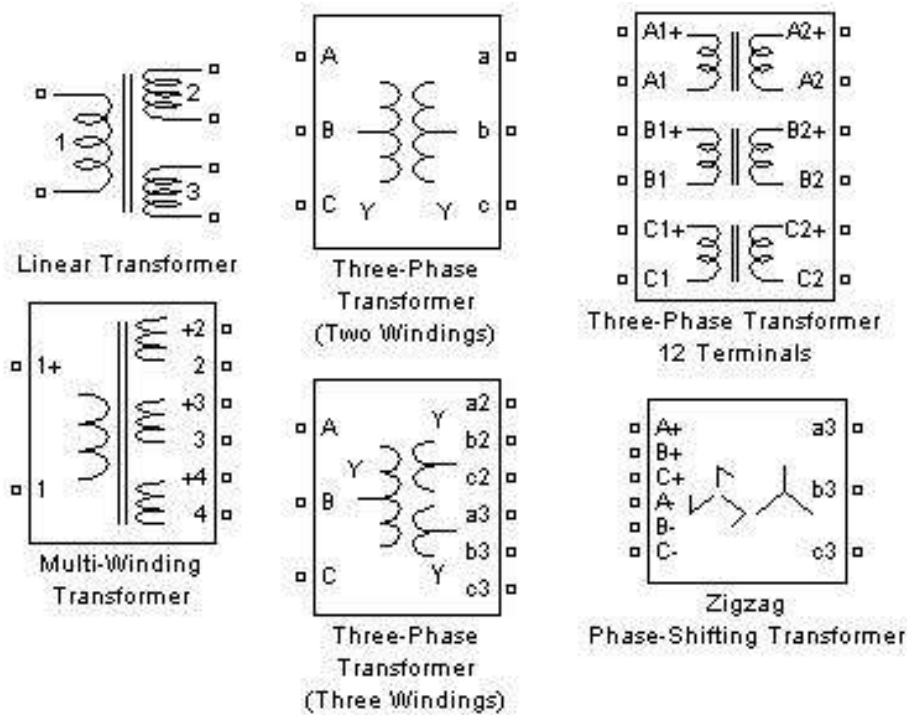 1
2
3
Linear Transformer
A
B
C
a
b
c
Y Y
Three-Phase
Transformer
(Two Windings)
A1+ A2+
A1 A2
B1+ B2+
B1 B2
C1+ C2+
C1 C2
Three-Phase Transformer
12 Terminals
1+
1
+2
2
+3
3
+4
4
Multi-Winding
Transformer
A
B
C
Y
Y
Y
a2
b2
c2
a3
b3
c3
Three-Phase
Transformer
(Three Windings)
A+
B+
C+
A-
B-
C-
a3
b3
c3
Zigzag
Phase-Shifting Transformer